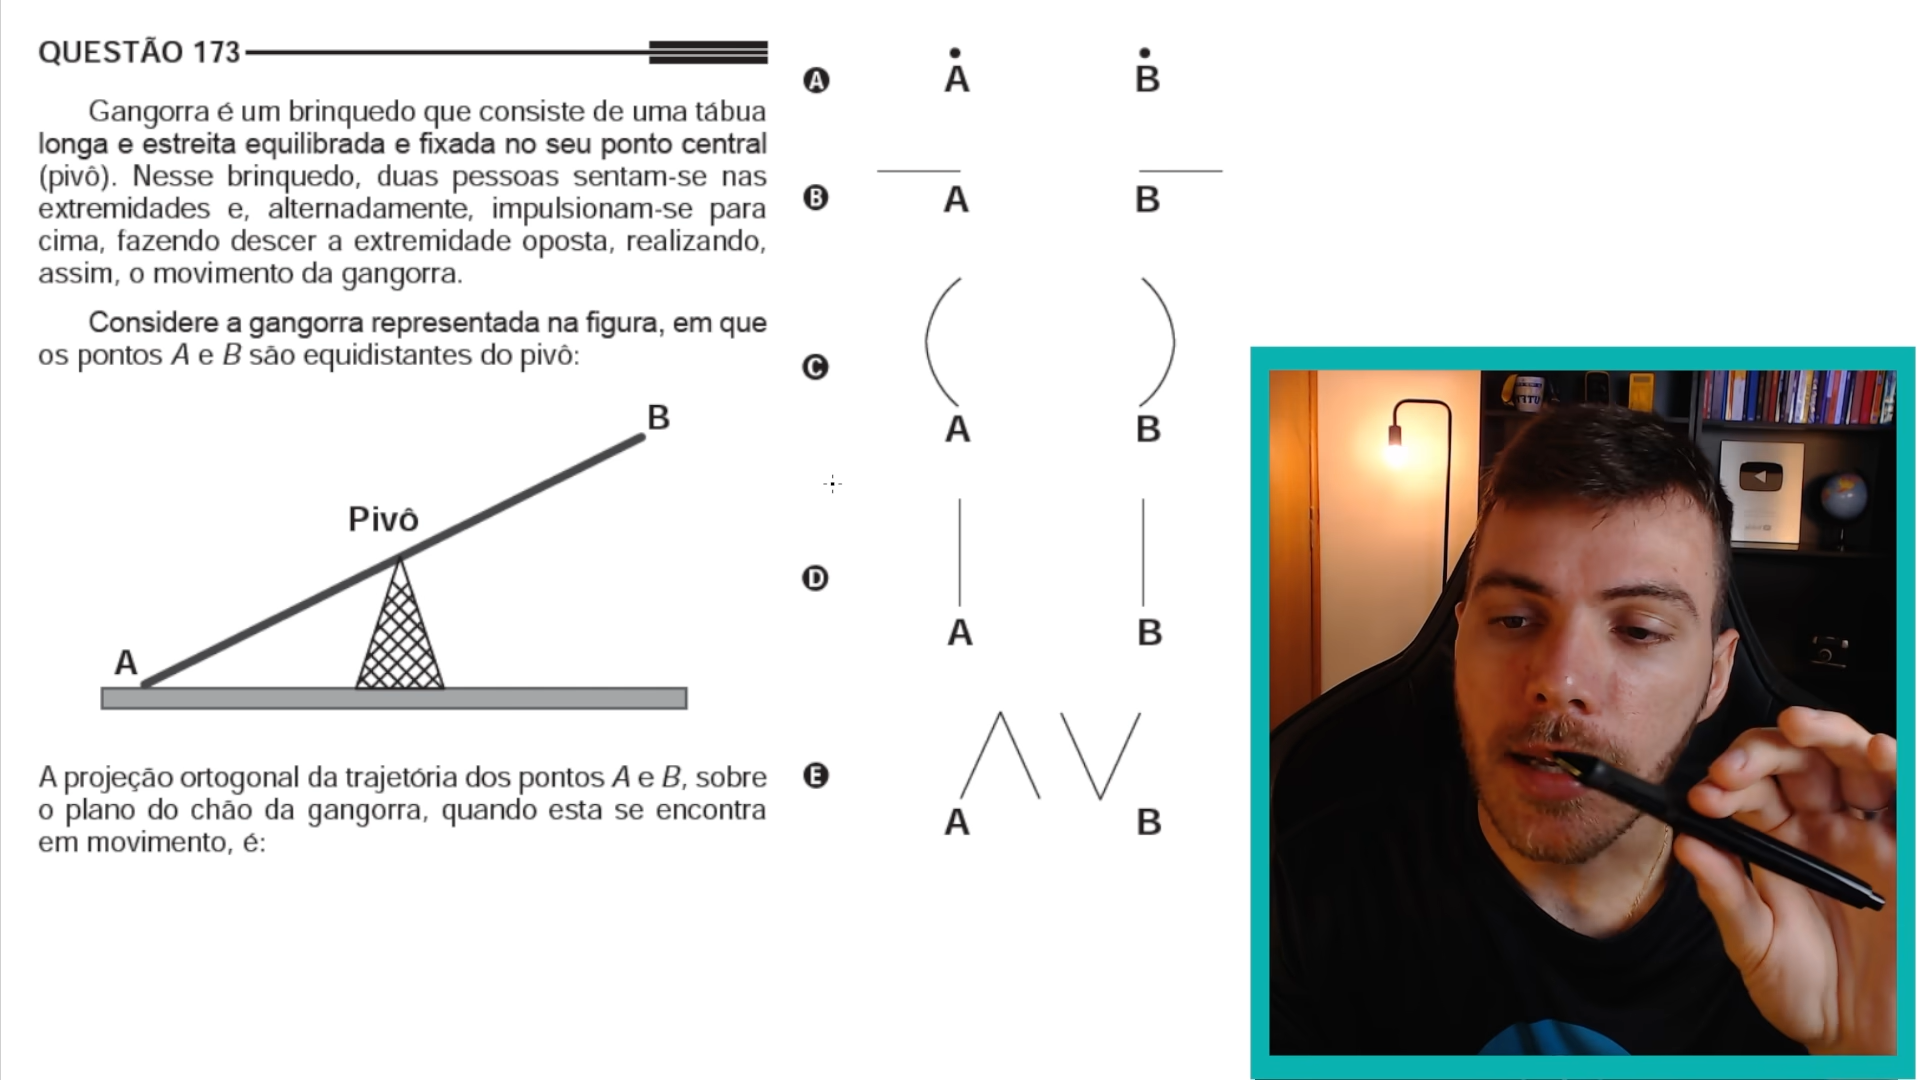 QUESTÃO 173
Gangorra é um brinquedo que consiste de uma tábua
longa e estreita equilibrada e fixada no seu ponto central
(pivô). Nesse brinquedo, duas pessoas sentam-se nas
extremidades e, alternadamente, impulsionam-se para
cima, fazendo descer a extremidade oposta, realizando,
assim, o movimento da gangorra.
Considere a gangorra representada na figura, em que
os pontos A e B são equidistantes do pivô:
B
Pivô
A
A projeção ortogonal da trajetória dos pontos A e B, sobre
o plano do chão da gangorra, quando esta se encontra
em movimento, é:
A
A B
B
A B
C
A B
D
A B
E
A B